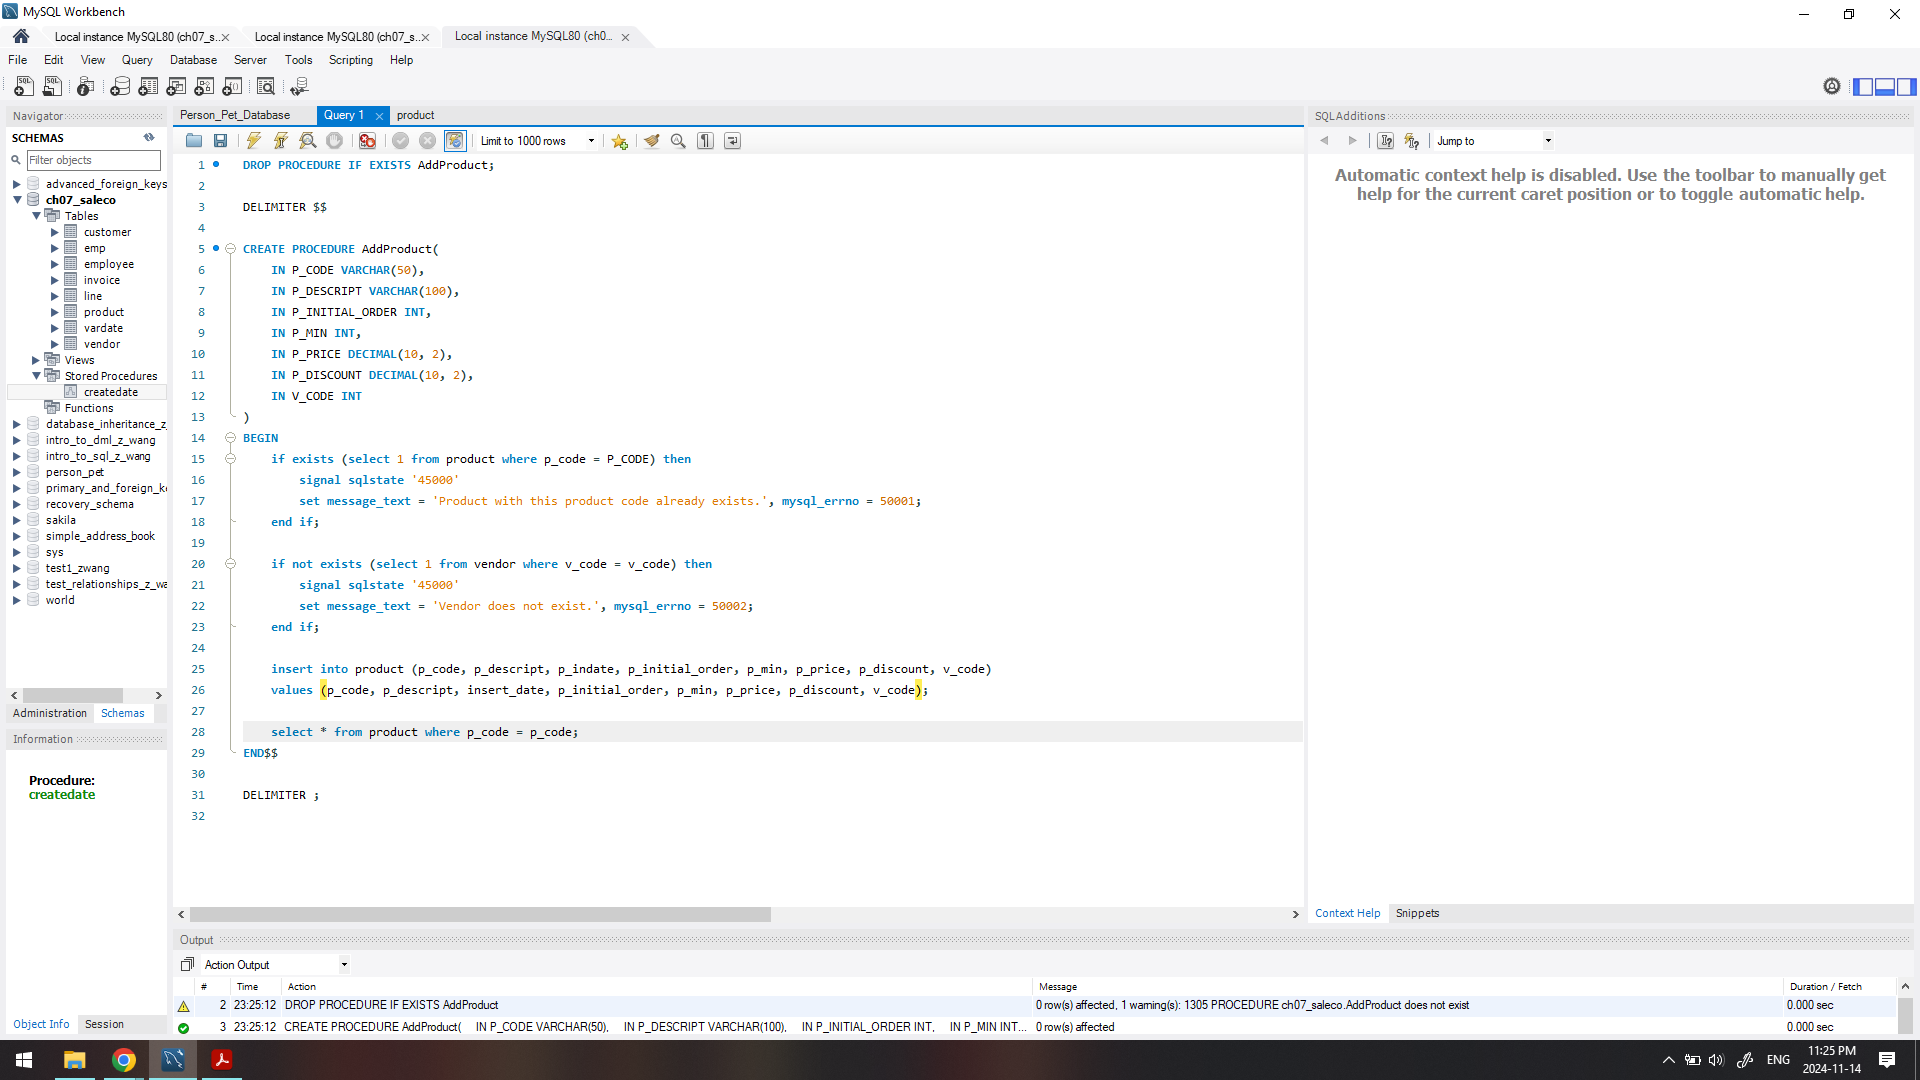 MySQL Workbench
Local instance MySQL80 (ch07_s...
Local instance MySQL80 (ch07_s...
Local instance MySQL80 (ch0...
File Edit View Query Database Server Tools Scripting Help
Navigator
SCHEMAS
Filter objects
advanced_foreign_keys
ch07_saleco
Tables
customer
emp
employee
invoice
line
product
vardate
vendor
Views
Stored Procedures
createdate
Functions
database_inheritance_z
intro_to_dml_z_wang
intro_to_sql_z_wang
person_pet
primary_and_foreign_k
recovery_schema
sakila
simple_address_book
sys
test1_zwang
test_relationships_z_wa
world
Administration Schemas
Information
Procedure:
createdate
Object Info Session
Person_Pet_Database Query 1 product
Limit to 1000 rows
1 DROP PROCEDURE IF EXISTS AddProduct;
2
3 DELIMITER $$
4
5 CREATE PROCEDURE AddProduct(
6 IN P_CODE VARCHAR(50),
7 IN P_DESCRIPT VARCHAR(100),
8 IN P_INITIAL_ORDER INT,
9 IN P_MIN INT,
10 IN P_PRICE DECIMAL(10, 2),
11 IN P_DISCOUNT DECIMAL(10, 2),
12 IN V_CODE INT
13 )
14 BEGIN
15 if exists (select 1 from product where p_code = P_CODE) then
16 signal sqlstate '45000'
17 set message_text = 'Product with this product code already exists.', mysql_errno = 50001;
18 end if;
19
20 if not exists (select 1 from vendor where v_code = v_code) then
21 signal sqlstate '45000'
22 set message_text = 'Vendor does not exist.', mysql_errno = 50002;
23 end if;
24
25 insert into product (p_code, p_descript, p_indate, p_initial_order, p_min, p_price, p_discount, v_code)
26 values (p_code, p_descript, insert_date, p_initial_order, p_min, p_price, p_discount, v_code);
27
28 select * from product where p_code = p_code;
29 END$$
30
31 DELIMITER ;
32
SQLAdditions
Jump to
Automatic context help is disabled. Use the toolbar to manually get
help for the current caret position or to toggle automatic help.
Context Help Snippets
Output
Action Output
# Time Action Message Duration / Fetch
2 23:25:12 DROP PROCEDURE IF EXISTS AddProduct 0 row(s) affected, 1 warning(s): 1305 PROCEDURE ch07_saleco.AddProduct does not exist 0.000 sec
3 23:25:12 CREATE PROCEDURE AddProduct( IN P_CODE VARCHAR(50), IN P_DESCRIPT VARCHAR(100), IN P_INITIAL_ORDER INT, IN P_MIN INT... 0 row(s) affected 0.000 sec
ENG
11:25 PM
2024-11-14